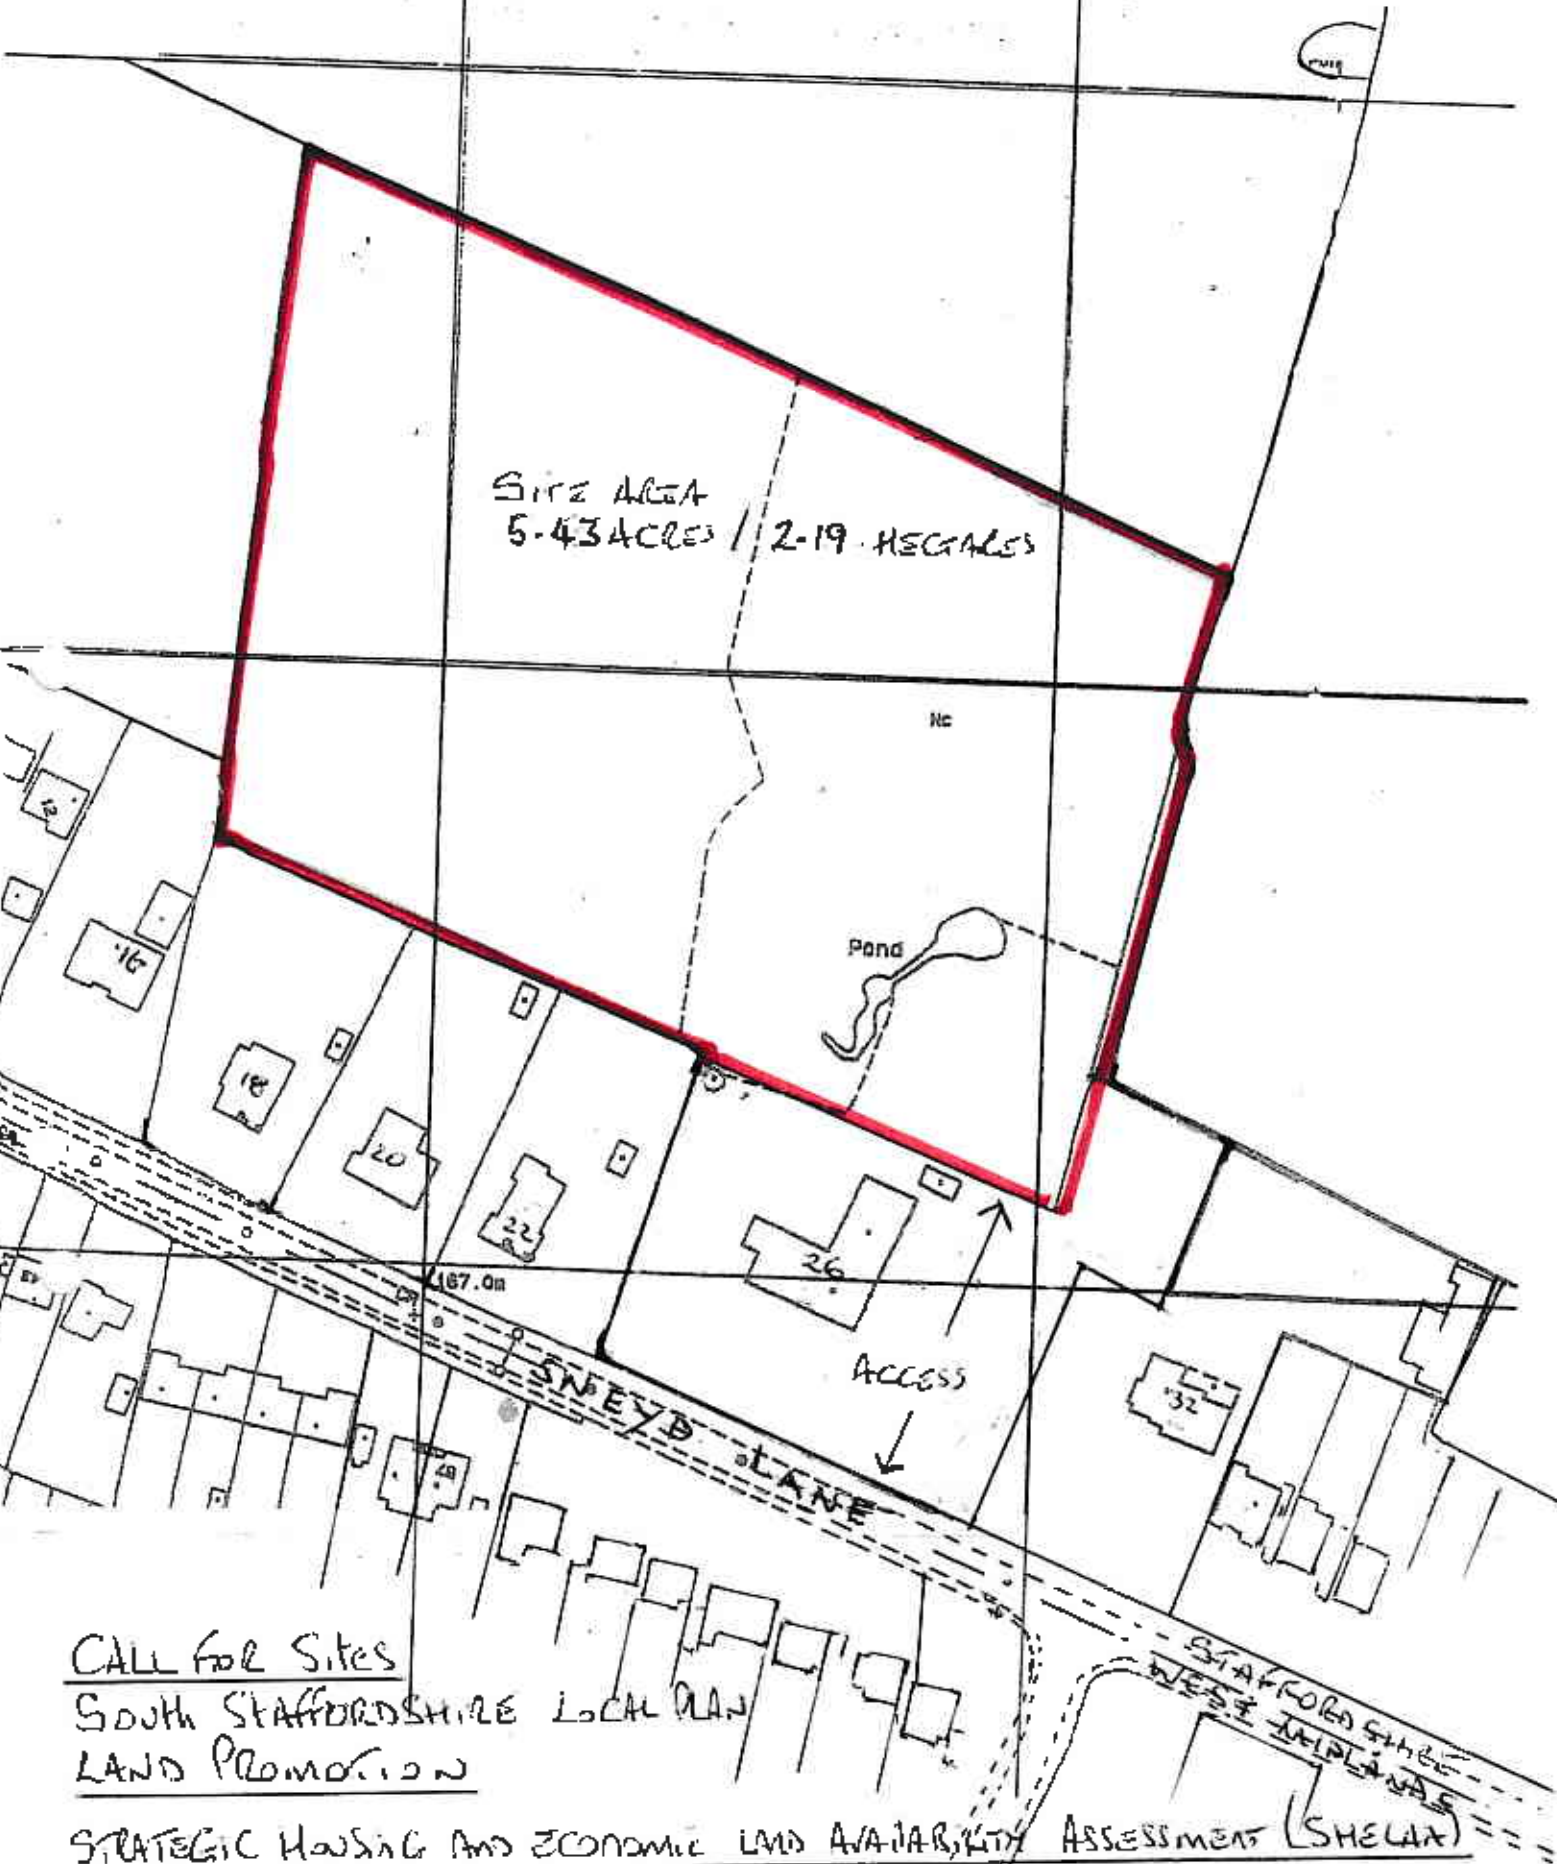 SITE AREA
5.43 ACRES / 2.19 HECTARES
Nc
Pond
12
16
18
20
22
26
32
167.0m
ACCESS
SNEYD LANE
STAFFORDSHIRE
WEST MIDLANDS
CALL FOR Sites
SOUTH STAFFORDSHIRE LOCAL PLAN
LAND PROMOTION
STRATEGIC HOUSING AND ECONOMIC LAND AVAILABILITY ASSESSMENT (SHELAA)